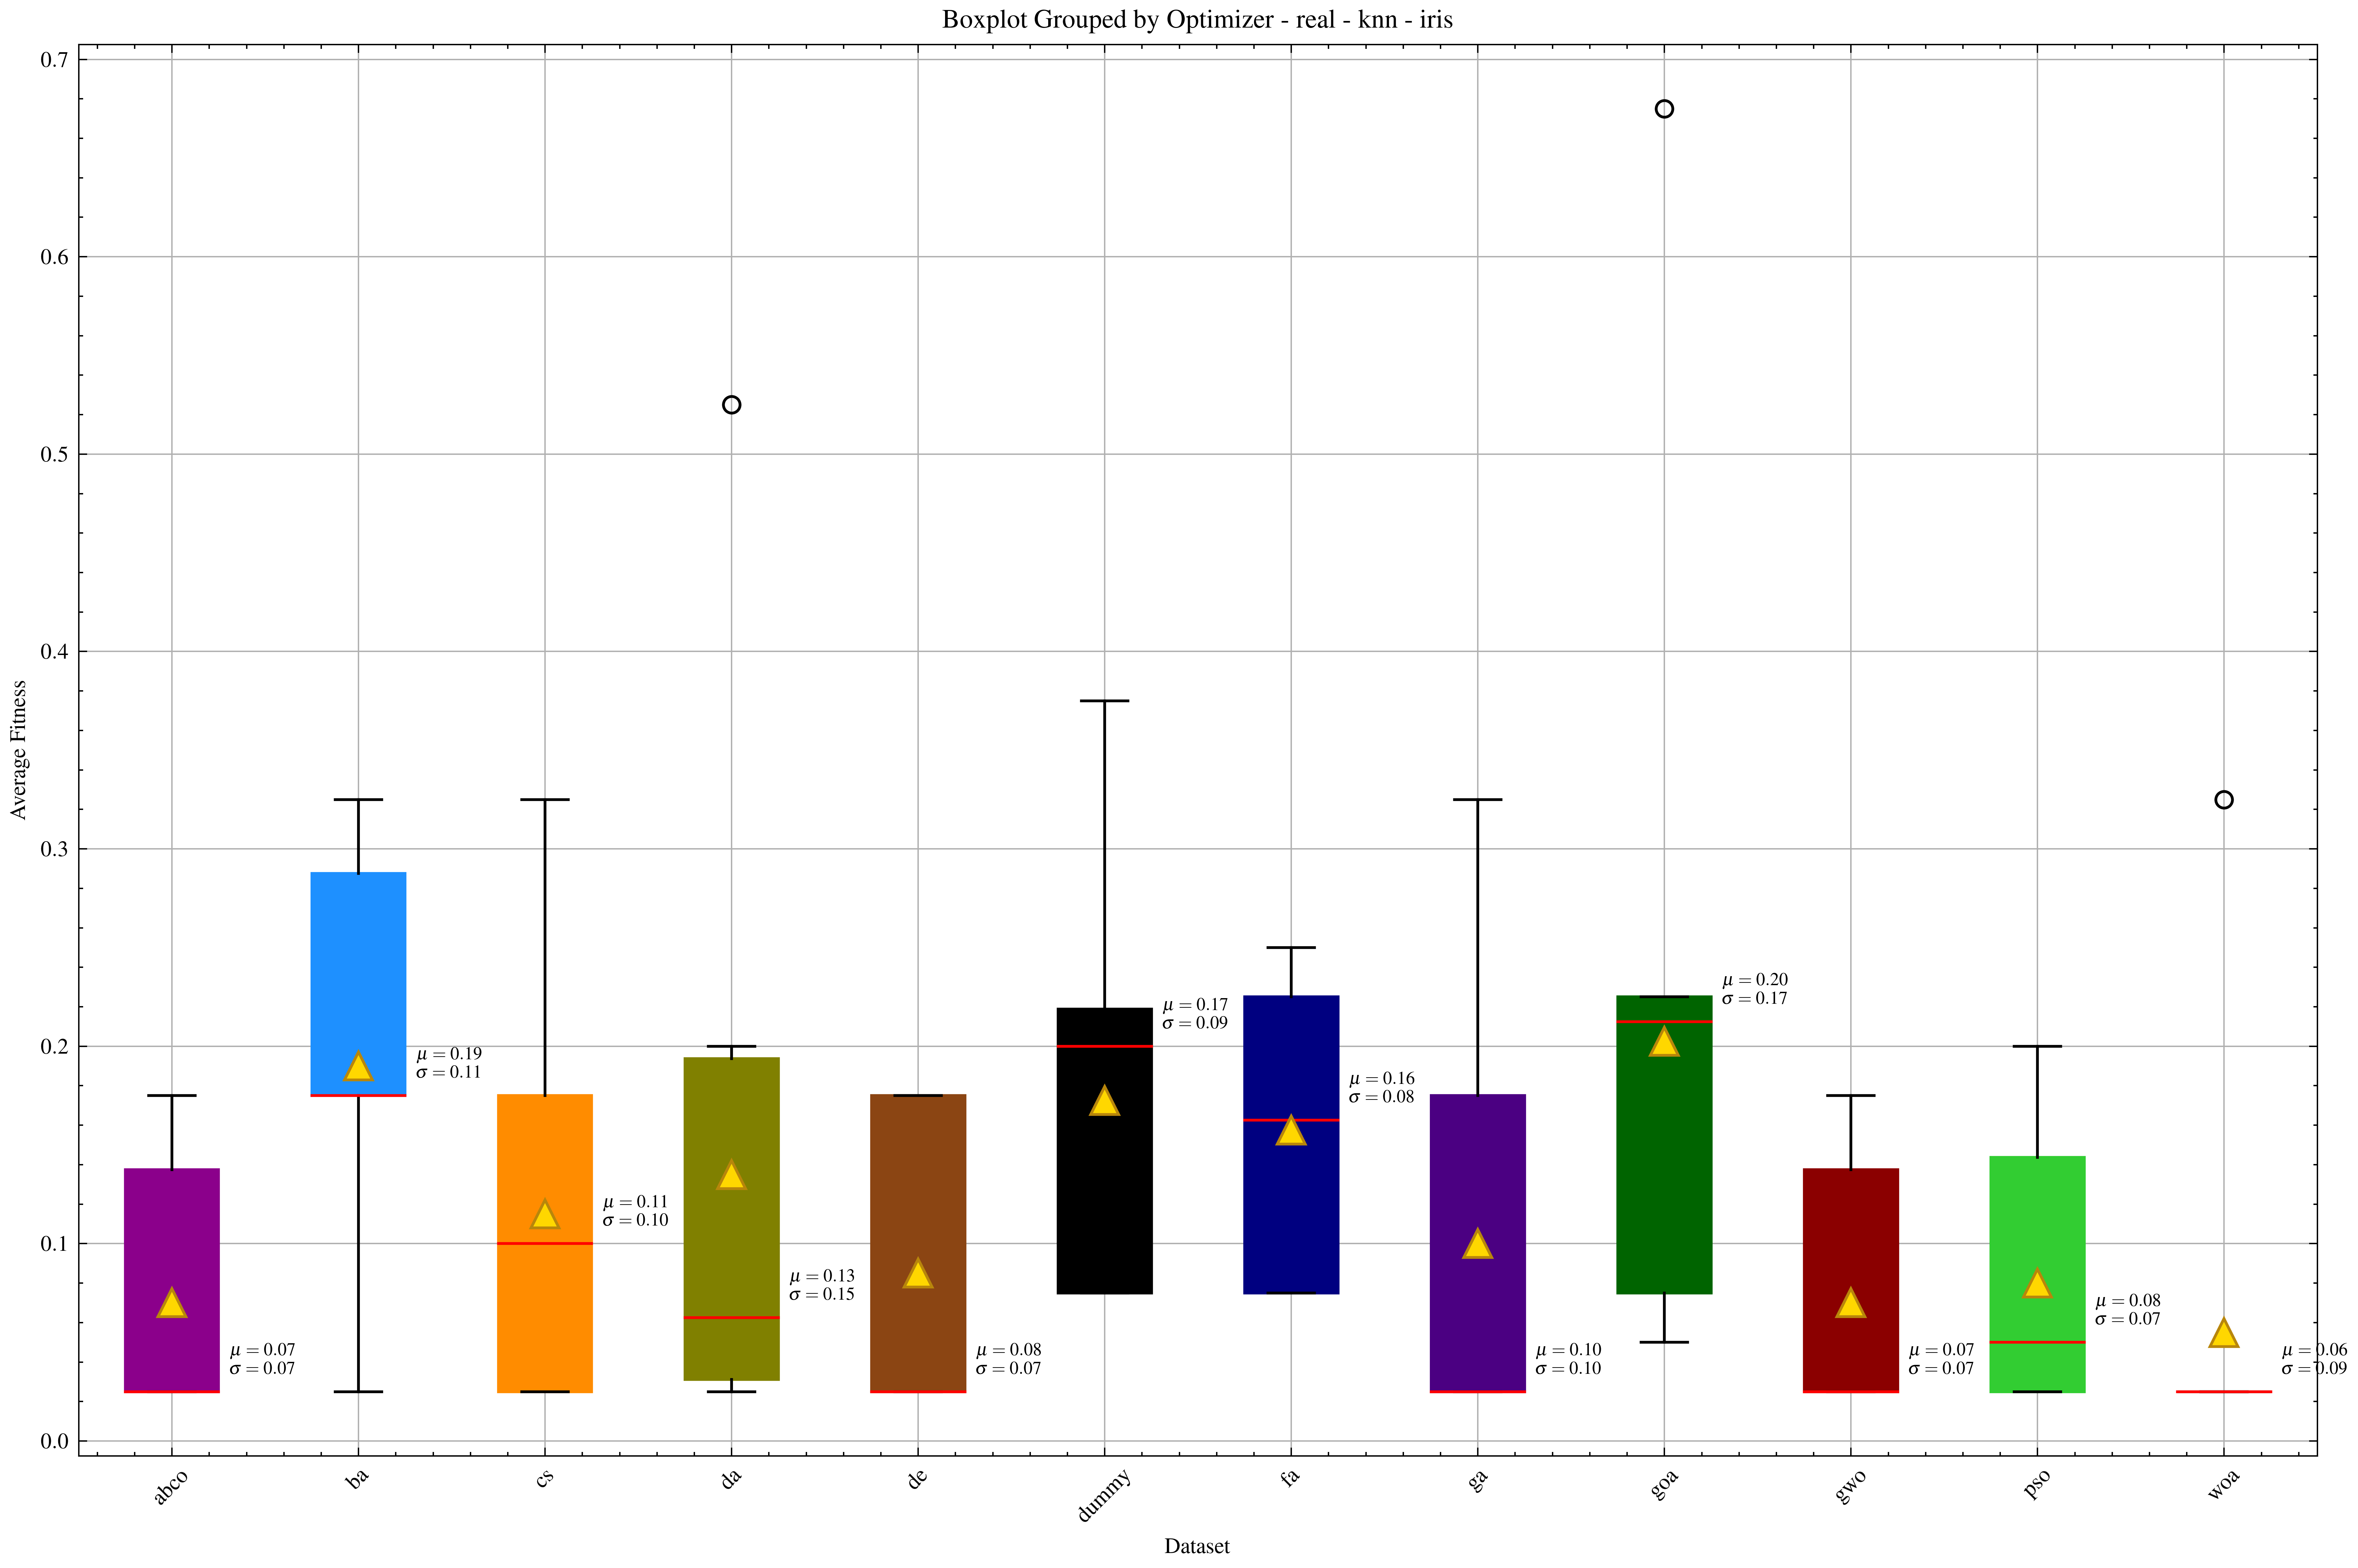 Boxplot Grouped by Optimizer - real - knn - iris
Average Fitness
0.7
0.6
0.5
0.4
0.3
0.2
0.1
0.0
μ = 0.07
σ = 0.07
μ = 0.19
σ = 0.11
μ = 0.11
σ = 0.10
μ = 0.13
σ = 0.15
μ = 0.08
σ = 0.07
μ = 0.17
σ = 0.09
μ = 0.16
σ = 0.08
μ = 0.10
σ = 0.10
μ = 0.20
σ = 0.17
μ = 0.07
σ = 0.07
μ = 0.08
σ = 0.07
μ = 0.06
σ = 0.09
abco
ba
cs
da
de
dummy
fa
ga
goa
gwo
pso
woa
Dataset